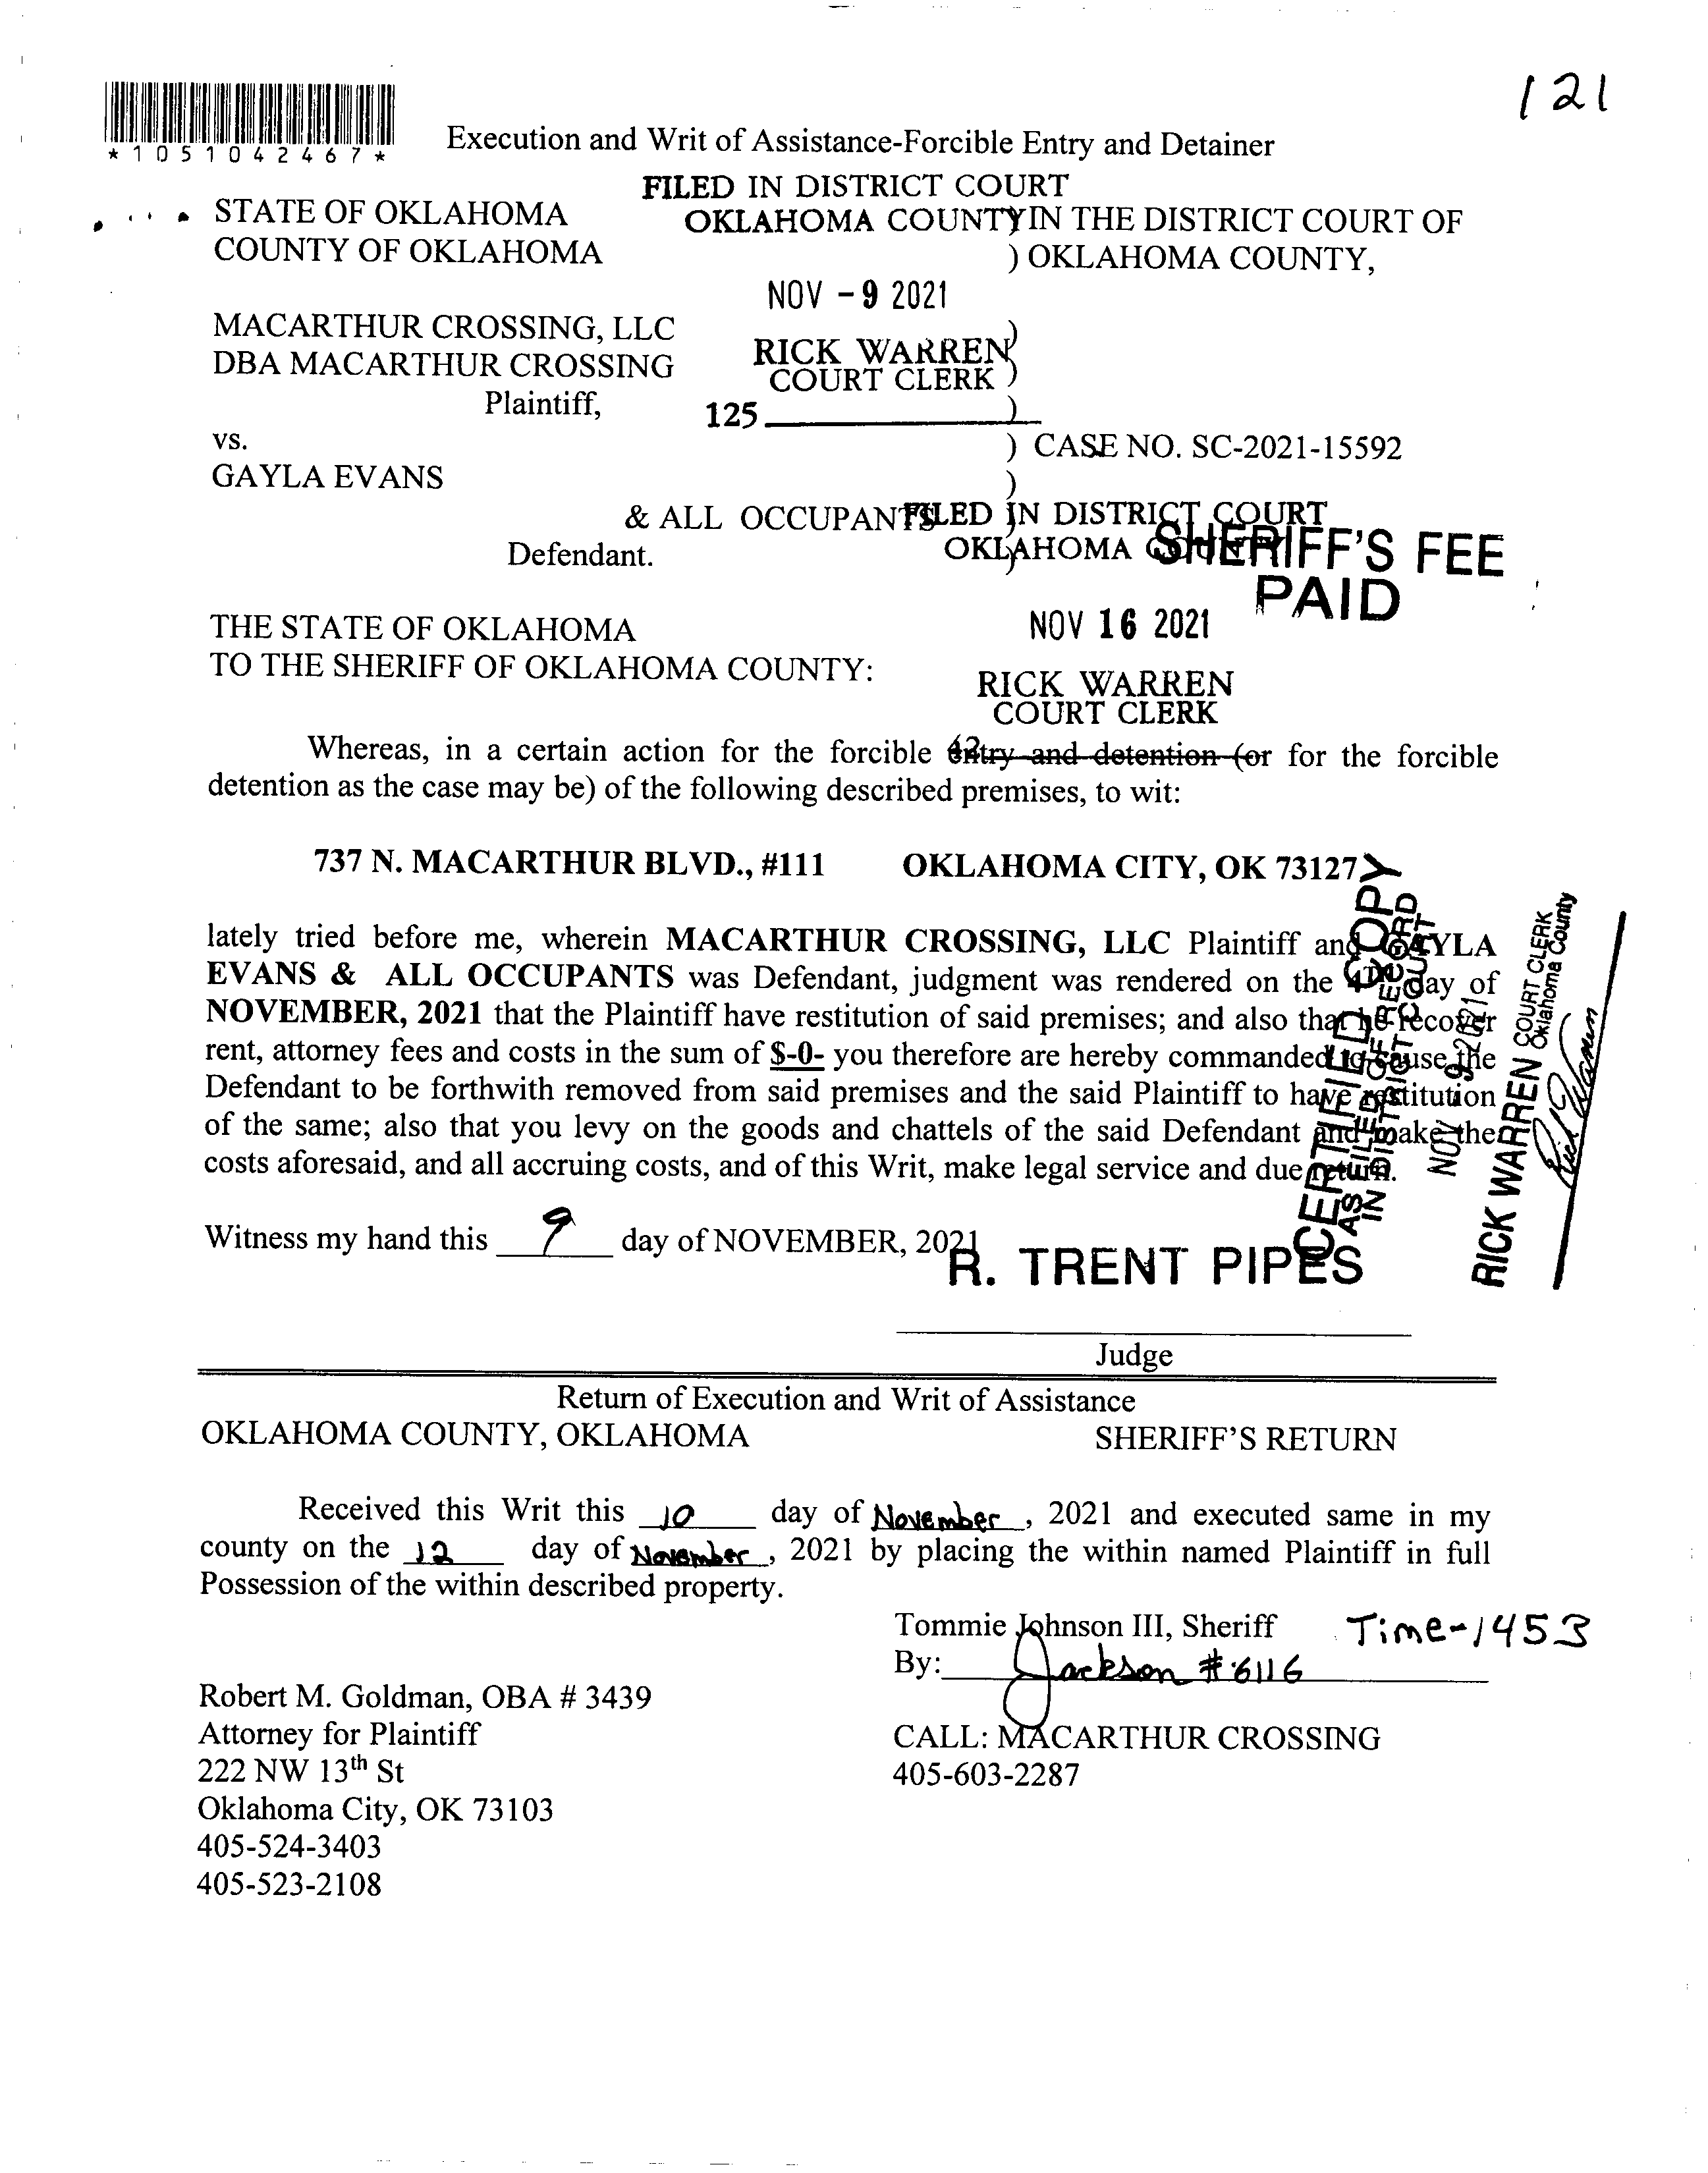 121
*1051042467*
Execution and Writ of Assistance-Forcible Entry and Detainer
FILED IN DISTRICT COURT
OKLAHOMA COUNTY
STATE OF OKLAHOMA ) IN THE DISTRICT COURT OF
COUNTY OF OKLAHOMA ) OKLAHOMA COUNTY,
NOV -9 2021
MACARTHUR CROSSING, LLC )
DBA MACARTHUR CROSSING )
RICK WARREN
COURT CLERK
Plaintiff, )
125
vs. ) CASE NO. SC-2021-15592
GAYLA EVANS )
& ALL OCCUPANTS )
Defendant. )
FILED IN DISTRICT COURT
OKLAHOMA COUNTY
SHERIFF'S FEE
PAID
NOV 16 2021
THE STATE OF OKLAHOMA
TO THE SHERIFF OF OKLAHOMA COUNTY:
RICK WARREN
COURT CLERK
42
Whereas, in a certain action for the forcible entry and detention (or for the forcible
detention as the case may be) of the following described premises, to wit:
737 N. MACARTHUR BLVD., #111 OKLAHOMA CITY, OK 73127
lately tried before me, wherein MACARTHUR CROSSING, LLC Plaintiff and GAYLA
EVANS & ALL OCCUPANTS was Defendant, judgment was rendered on the 4TH day of
NOVEMBER, 2021 that the Plaintiff have restitution of said premises; and also that he recover
rent, attorney fees and costs in the sum of $-0- you therefore are hereby commanded to cause the
Defendant to be forthwith removed from said premises and the said Plaintiff to have restitution
of the same; also that you levy on the goods and chattels of the said Defendant and make the
costs aforesaid, and all accruing costs, and of this Writ, make legal service and due return.
CERTIFIED COPY
AS FILED OF RECORD
IN DISTRICT COURT
NOV 9 2021
RICK WARREN COURT CLERK
Oklahoma County
Rick Warren
Witness my hand this 9 day of NOVEMBER, 2021
R. TRENT PIPES
Judge
Return of Execution and Writ of Assistance
OKLAHOMA COUNTY, OKLAHOMA SHERIFF'S RETURN
Received this Writ this 10 day of November, 2021 and executed same in my
county on the 12 day of November, 2021 by placing the within named Plaintiff in full
Possession of the within described property.
Tommie Johnson III, Sheriff Time-1453
By: Jackson #6116
Robert M. Goldman, OBA # 3439
Attorney for Plaintiff
CALL: MACARTHUR CROSSING
222 NW 13th St
405-603-2287
Oklahoma City, OK 73103
405-524-3403
405-523-2108